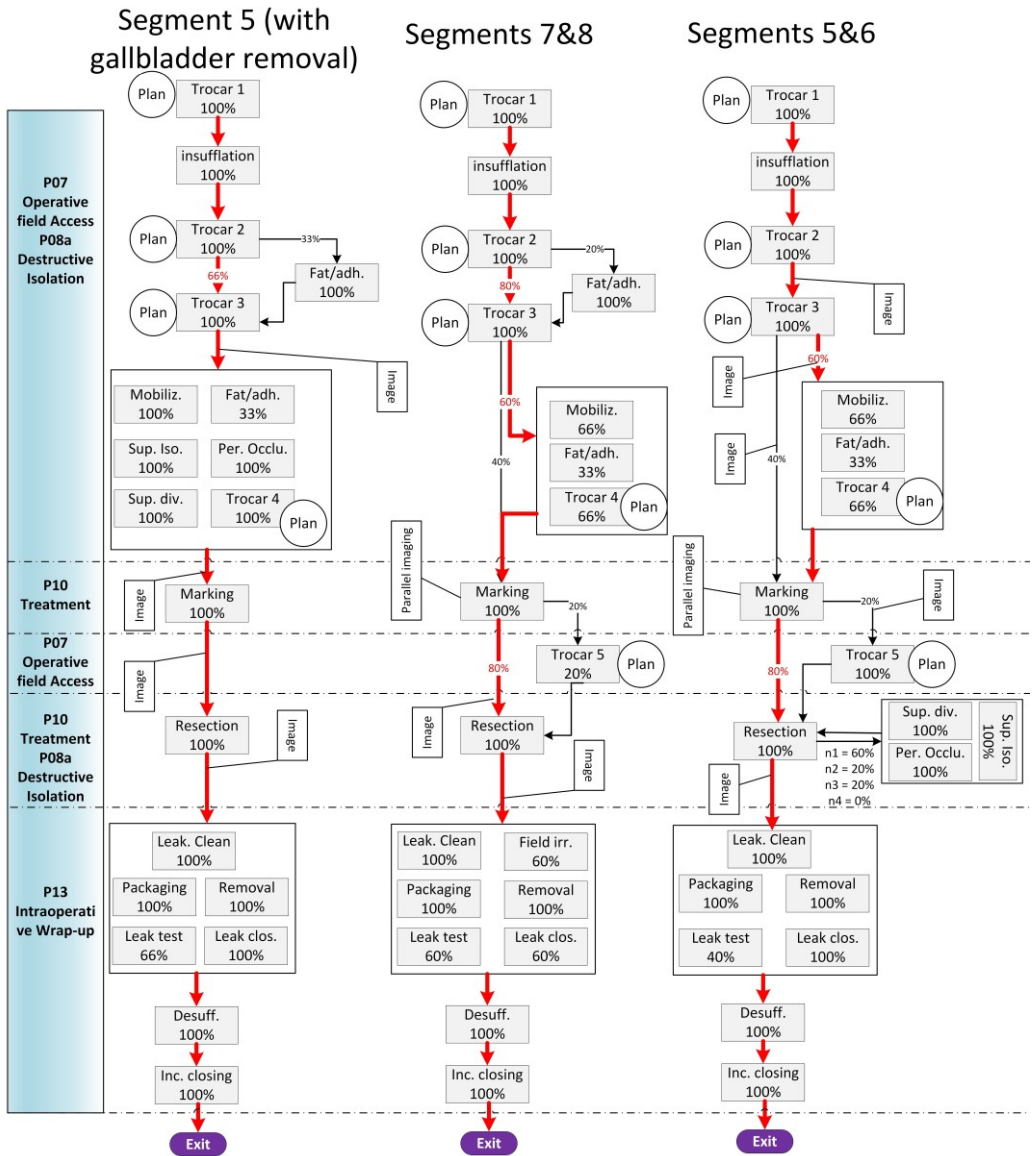 Segment 5 (with
gallbladder removal)
Segments 7&8
Segments 5&6
P07
Operative
field Access
P08a
Destructive
Isolation
P10
Treatment
P07
Operative
field Access
P10
Treatment
P08a
Destructive
Isolation
P13
Intraoperati
ve Wrap-up
Plan
Trocar 1
100%
insufflation
100%
Plan
Trocar 2
100%
33%
66%
Fat/adh.
100%
Plan
Trocar 3
100%
Image
Mobiliz.
100%
Fat/adh.
33%
Sup. Iso.
100%
Per. Occlu.
100%
Sup. div.
100%
Trocar 4
100%
Plan
Image
Marking
100%
Image
Resection
100%
Image
Leak. Clean
100%
Packaging
100%
Removal
100%
Leak test
66%
Leak clos.
100%
Desuff.
100%
Inc. closing
100%
Exit
Plan
Trocar 1
100%
insufflation
100%
Plan
Trocar 2
100%
20%
80%
Fat/adh.
100%
Plan
Trocar 3
100%
60%
40%
Mobiliz.
66%
Fat/adh.
33%
Trocar 4
66%
Plan
Parallel imaging
Marking
100%
20%
80%
Trocar 5
20%
Plan
Image
Resection
100%
Image
Leak. Clean
100%
Field irr.
60%
Packaging
100%
Removal
100%
Leak test
60%
Leak clos.
60%
Desuff.
100%
Inc. closing
100%
Exit
Plan
Trocar 1
100%
insufflation
100%
Plan
Trocar 2
100%
Image
Plan
Trocar 3
100%
Image
60%
Image
40%
Mobiliz.
66%
Fat/adh.
33%
Trocar 4
66%
Plan
Parallel imaging
Marking
100%
20%
Image
80%
Trocar 5
100%
Plan
Resection
100%
Sup. div.
100%
Per. Occlu.
100%
Sup. Iso.
100%
n1 = 60%
n2 = 20%
n3 = 20%
n4 = 0%
Image
Leak. Clean
100%
Packaging
100%
Removal
100%
Leak test
40%
Leak clos.
100%
Desuff.
100%
Inc. closing
100%
Exit